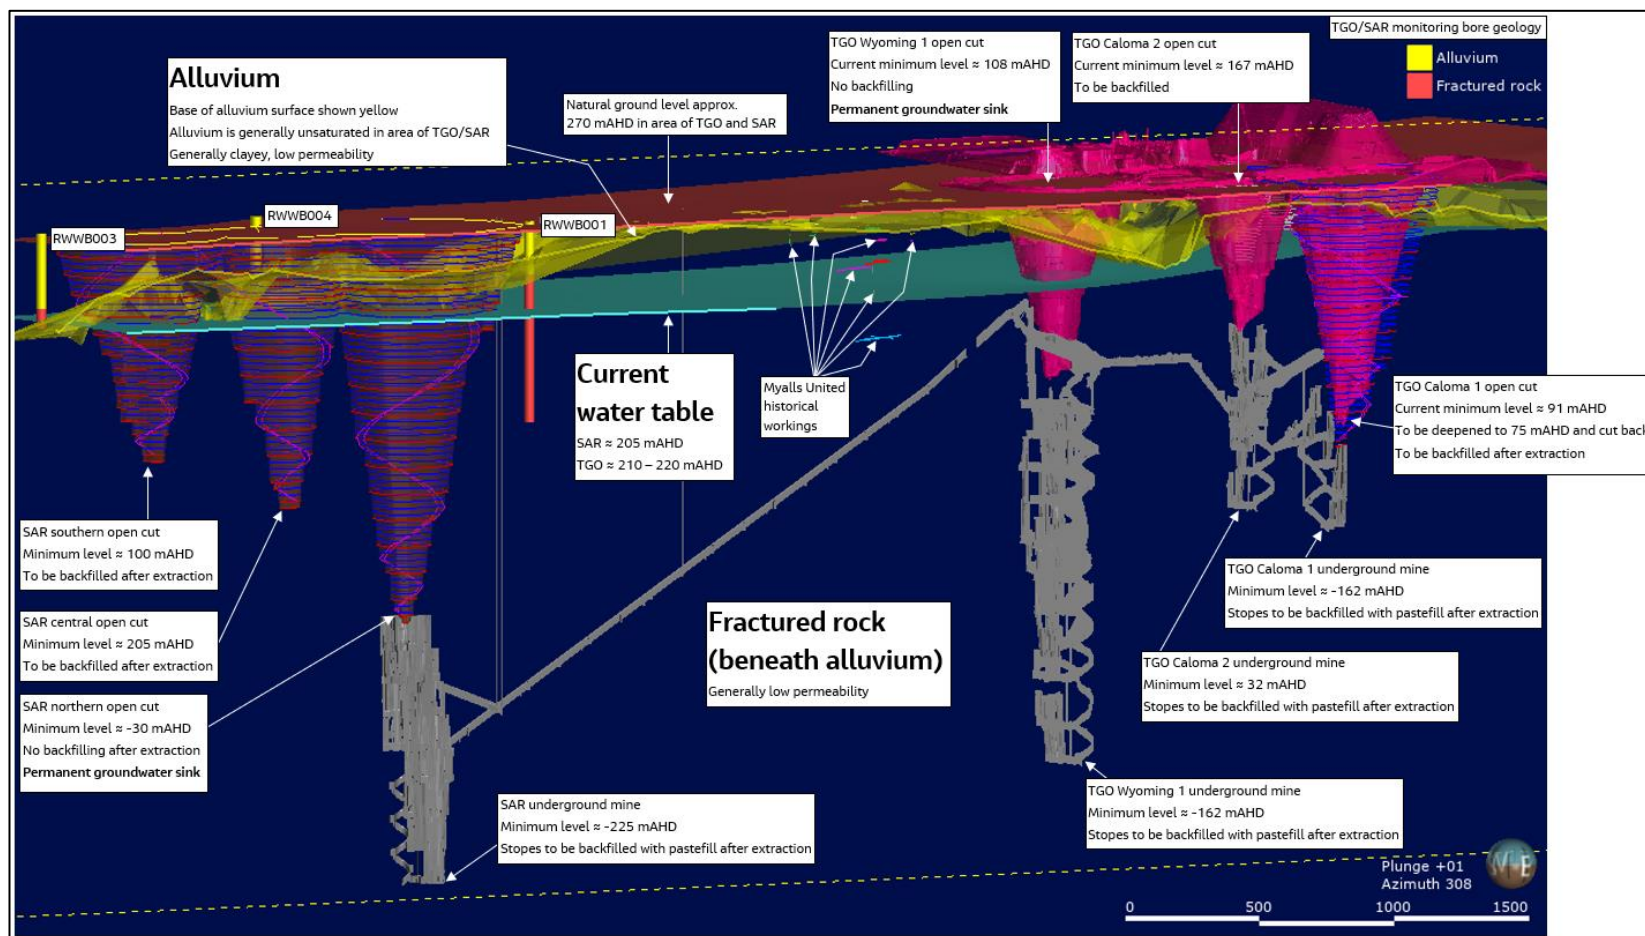 TGO/SAR monitoring bore geology
Alluvium
Fractured rock
TGO Wyoming 1 open cut
Current minimum level ≈ 108 mAHD
No backfilling
Permanent groundwater sink
TGO Caloma 2 open cut
Current minimum level ≈ 167 mAHD
To be backfilled
Alluvium
Base of alluvium surface shown yellow
Alluvium is generally unsaturated in area of TGO/SAR
Generally clayey, low permeability
Natural ground level approx.
270 mAHD in area of TGO and SAR
RWWB003
RWWB004
RWWB001
Current
water table
SAR ≈ 205 mAHD
TGO ≈ 210 – 220 mAHD
Myalls United
historical
workings
TGO Caloma 1 open cut
Current minimum level ≈ 91 mAHD
To be deepened to 75 mAHD and cut back
To be backfilled after extraction
SAR southern open cut
Minimum level ≈ 100 mAHD
To be backfilled after extraction
TGO Caloma 1 underground mine
Minimum level ≈ -162 mAHD
Stopes to be backfilled with pastefill after extraction
SAR central open cut
Minimum level ≈ 205 mAHD
To be backfilled after extraction
Fractured rock
(beneath alluvium)
Generally low permeability
TGO Caloma 2 underground mine
Minimum level ≈ 32 mAHD
Stopes to be backfilled with pastefill after extraction
SAR northern open cut
Minimum level ≈ -30 mAHD
No backfilling after extraction
Permanent groundwater sink
SAR underground mine
Minimum level ≈ -225 mAHD
Stopes to be backfilled with pastefill after extraction
TGO Wyoming 1 underground mine
Minimum level ≈ -162 mAHD
Stopes to be backfilled with pastefill after extraction
Plunge +01
Azimuth 308
0 500 1000 1500